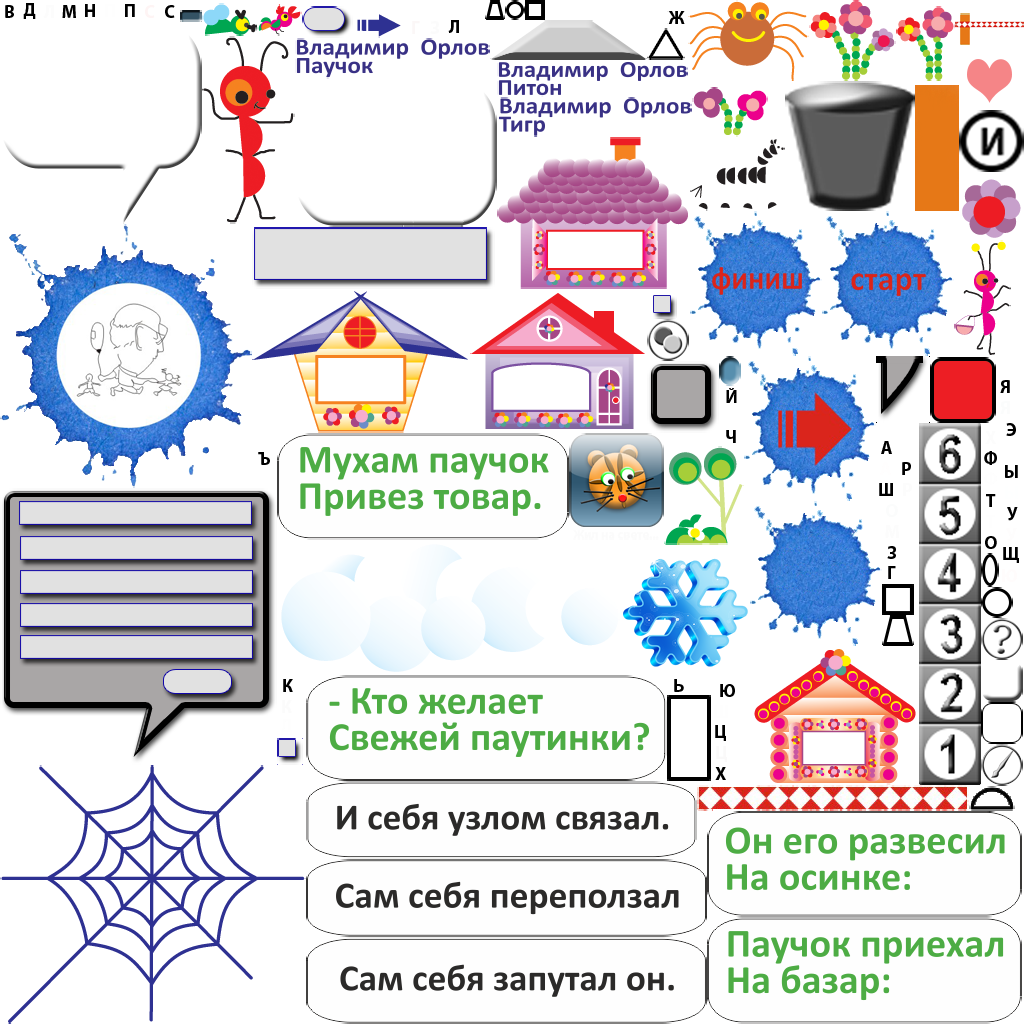 В Д М Н П С С
Л
Ж
Владимир Орлов
Паучок
Владимир Орлов
Питон
Владимир Орлов
Тигр
И
финиш
старт
Й
Я
Ч
Э
А
Ф
Р
Ы
Ъ
Мухам паучок
Привез товар.
Ш
Т
У
О
З
Щ
Г
6
5
4
3
2
1
?
К
- Кто желает
Свежей паутинки?
Ь
Ю
Ц
Х
И себя узлом связал.
Он его развесил
На осинке:
Сам себя переползал
Паучок приехал
На базар:
Сам себя запутал он.